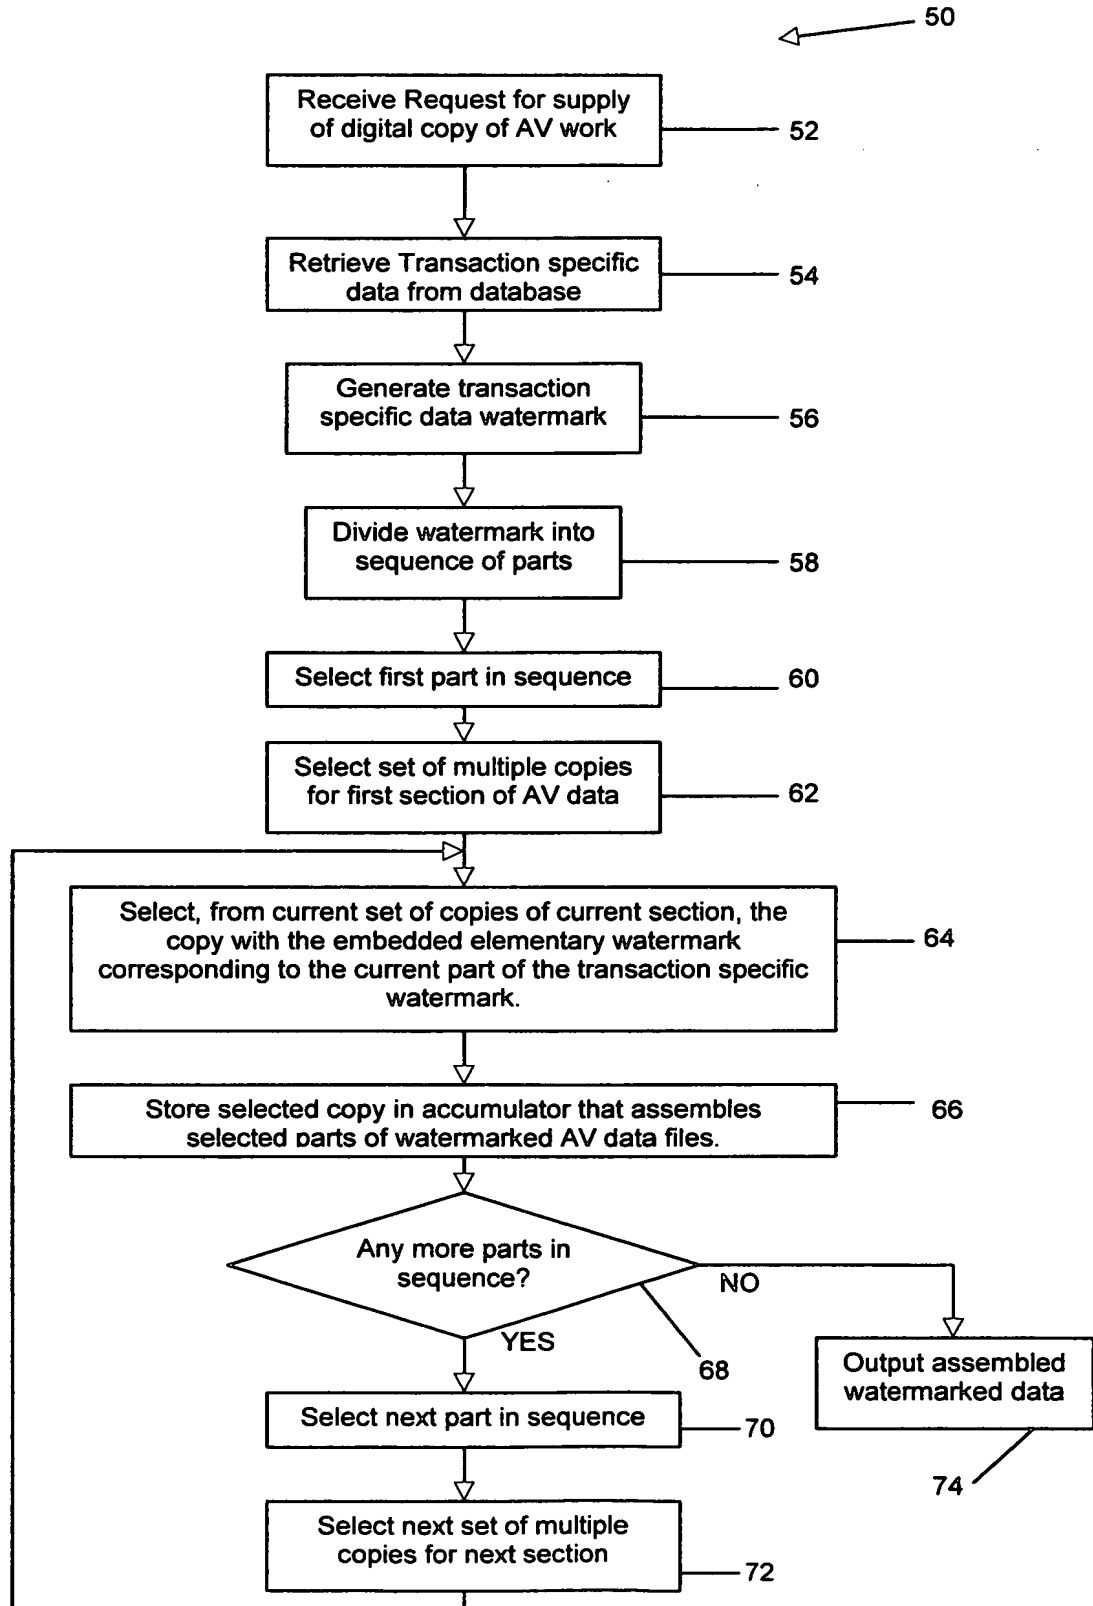 50
Receive Request for supply
of digital copy of AV work
52
Retrieve Transaction specific
data from database
54
Generate transaction
specific data watermark
56
Divide watermark into
sequence of parts
58
Select first part in sequence
60
Select set of multiple copies
for first section of AV data
62
Select, from current set of copies of current section, the
copy with the embedded elementary watermark
corresponding to the current part of the transaction specific
watermark.
64
Store selected copy in accumulator that assembles
selected parts of watermarked AV data files.
66
Any more parts in
sequence?
NO
YES
68
Output assembled
watermarked data
74
Select next part in sequence
70
Select next set of multiple
copies for next section
72